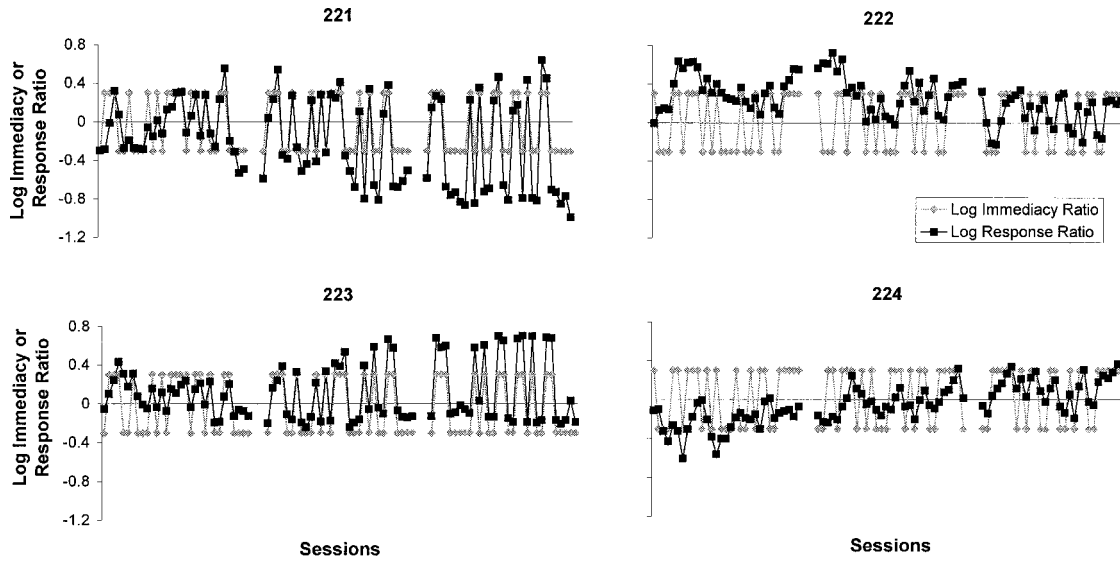 221
222
Log Immediacy or
Response Ratio
0.8
0.4
0
-0.4
-0.8
-1.2
Log Immediacy Ratio
Log Response Ratio
223
224
Log Immediacy or
Response Ratio
0.8
0.4
0
-0.4
-0.8
-1.2
Sessions
Sessions